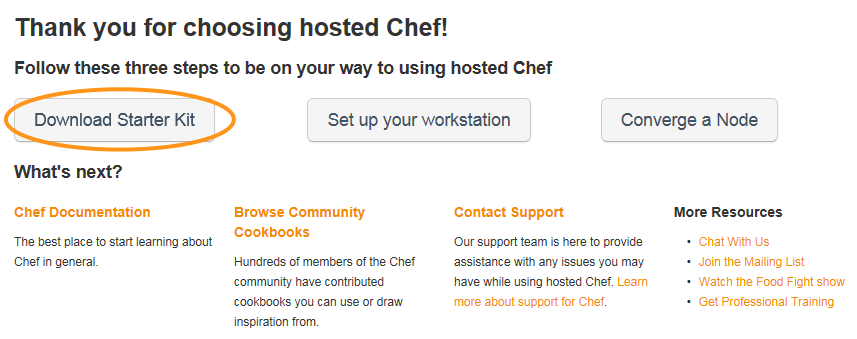 Thank you for choosing hosted Chef!
Follow these three steps to be on your way to using hosted Chef
Download Starter Kit
Set up your workstation
Converge a Node
What's next?
Chef Documentation
The best place to start learning about
Chef in general.
Browse Community
Cookbooks
Hundreds of members of the Chef
community have contributed
cookbooks you can use or draw
inspiration from.
Contact Support
Our support team is here to provide
assistance with any issues you may
have while using hosted Chef. Learn
more about support for Chef.
More Resources
• Chat With Us
• Join the Mailing List
• Watch the Food Fight show
• Get Professional Training